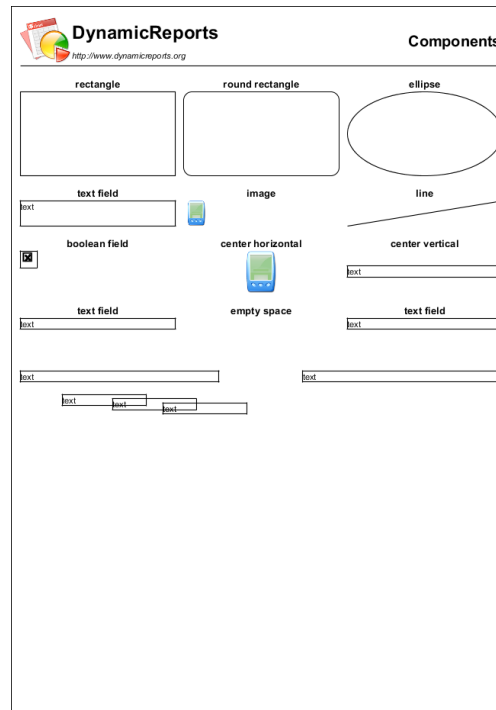 DynamicReports
http://www.dynamicreports.org
Components
rectangle round rectangle ellipse
text field image line
text
boolean field center horizontal center vertical
text
text field empty space text field
text text
text text
text
text
text